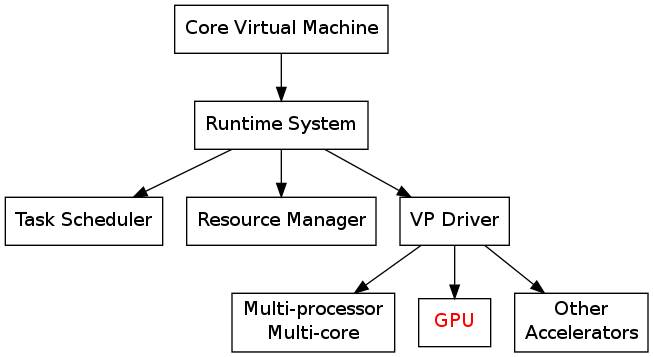 Core Virtual Machine
Runtime System
Task Scheduler
Resource Manager
VP Driver
Multi-processor
Multi-core
GPU
Other
Accelerators